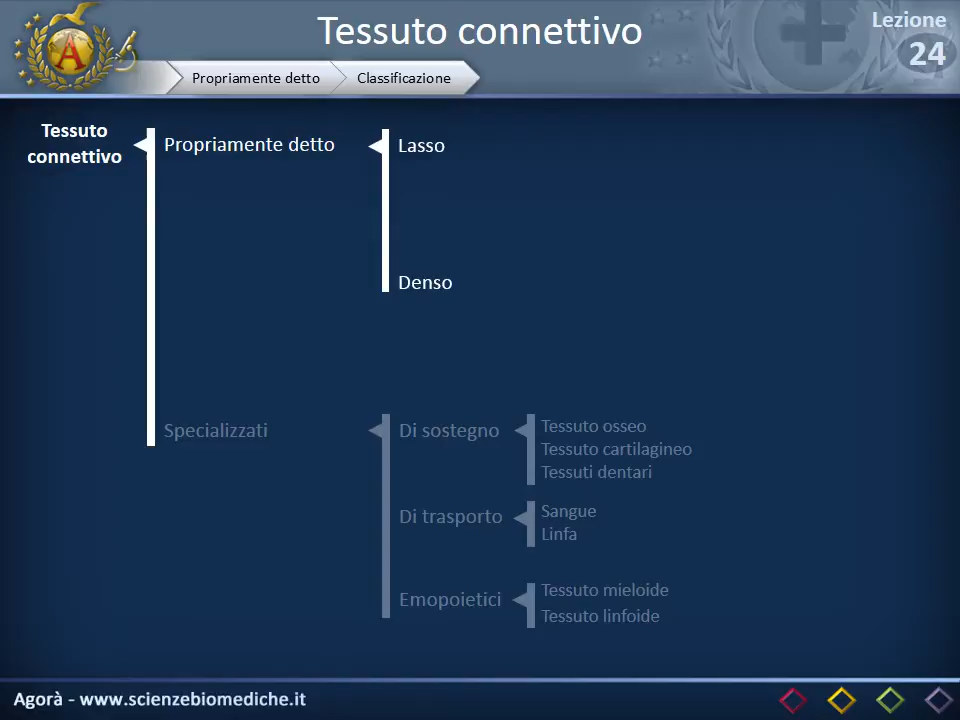 Tessuto connettivo
Lezione
24
A
Propriamente detto
Classificazione
Tessuto
connettivo
Propriamente detto
Lasso
Denso
Specializzati
Di sostegno
Tessuto osseo
Tessuto cartilagineo
Tessuti dentari
Di trasporto
Sangue
Linfa
Emopoietici
Tessuto mieloide
Tessuto linfoide
Agorà - www.scienzebiomediche.it